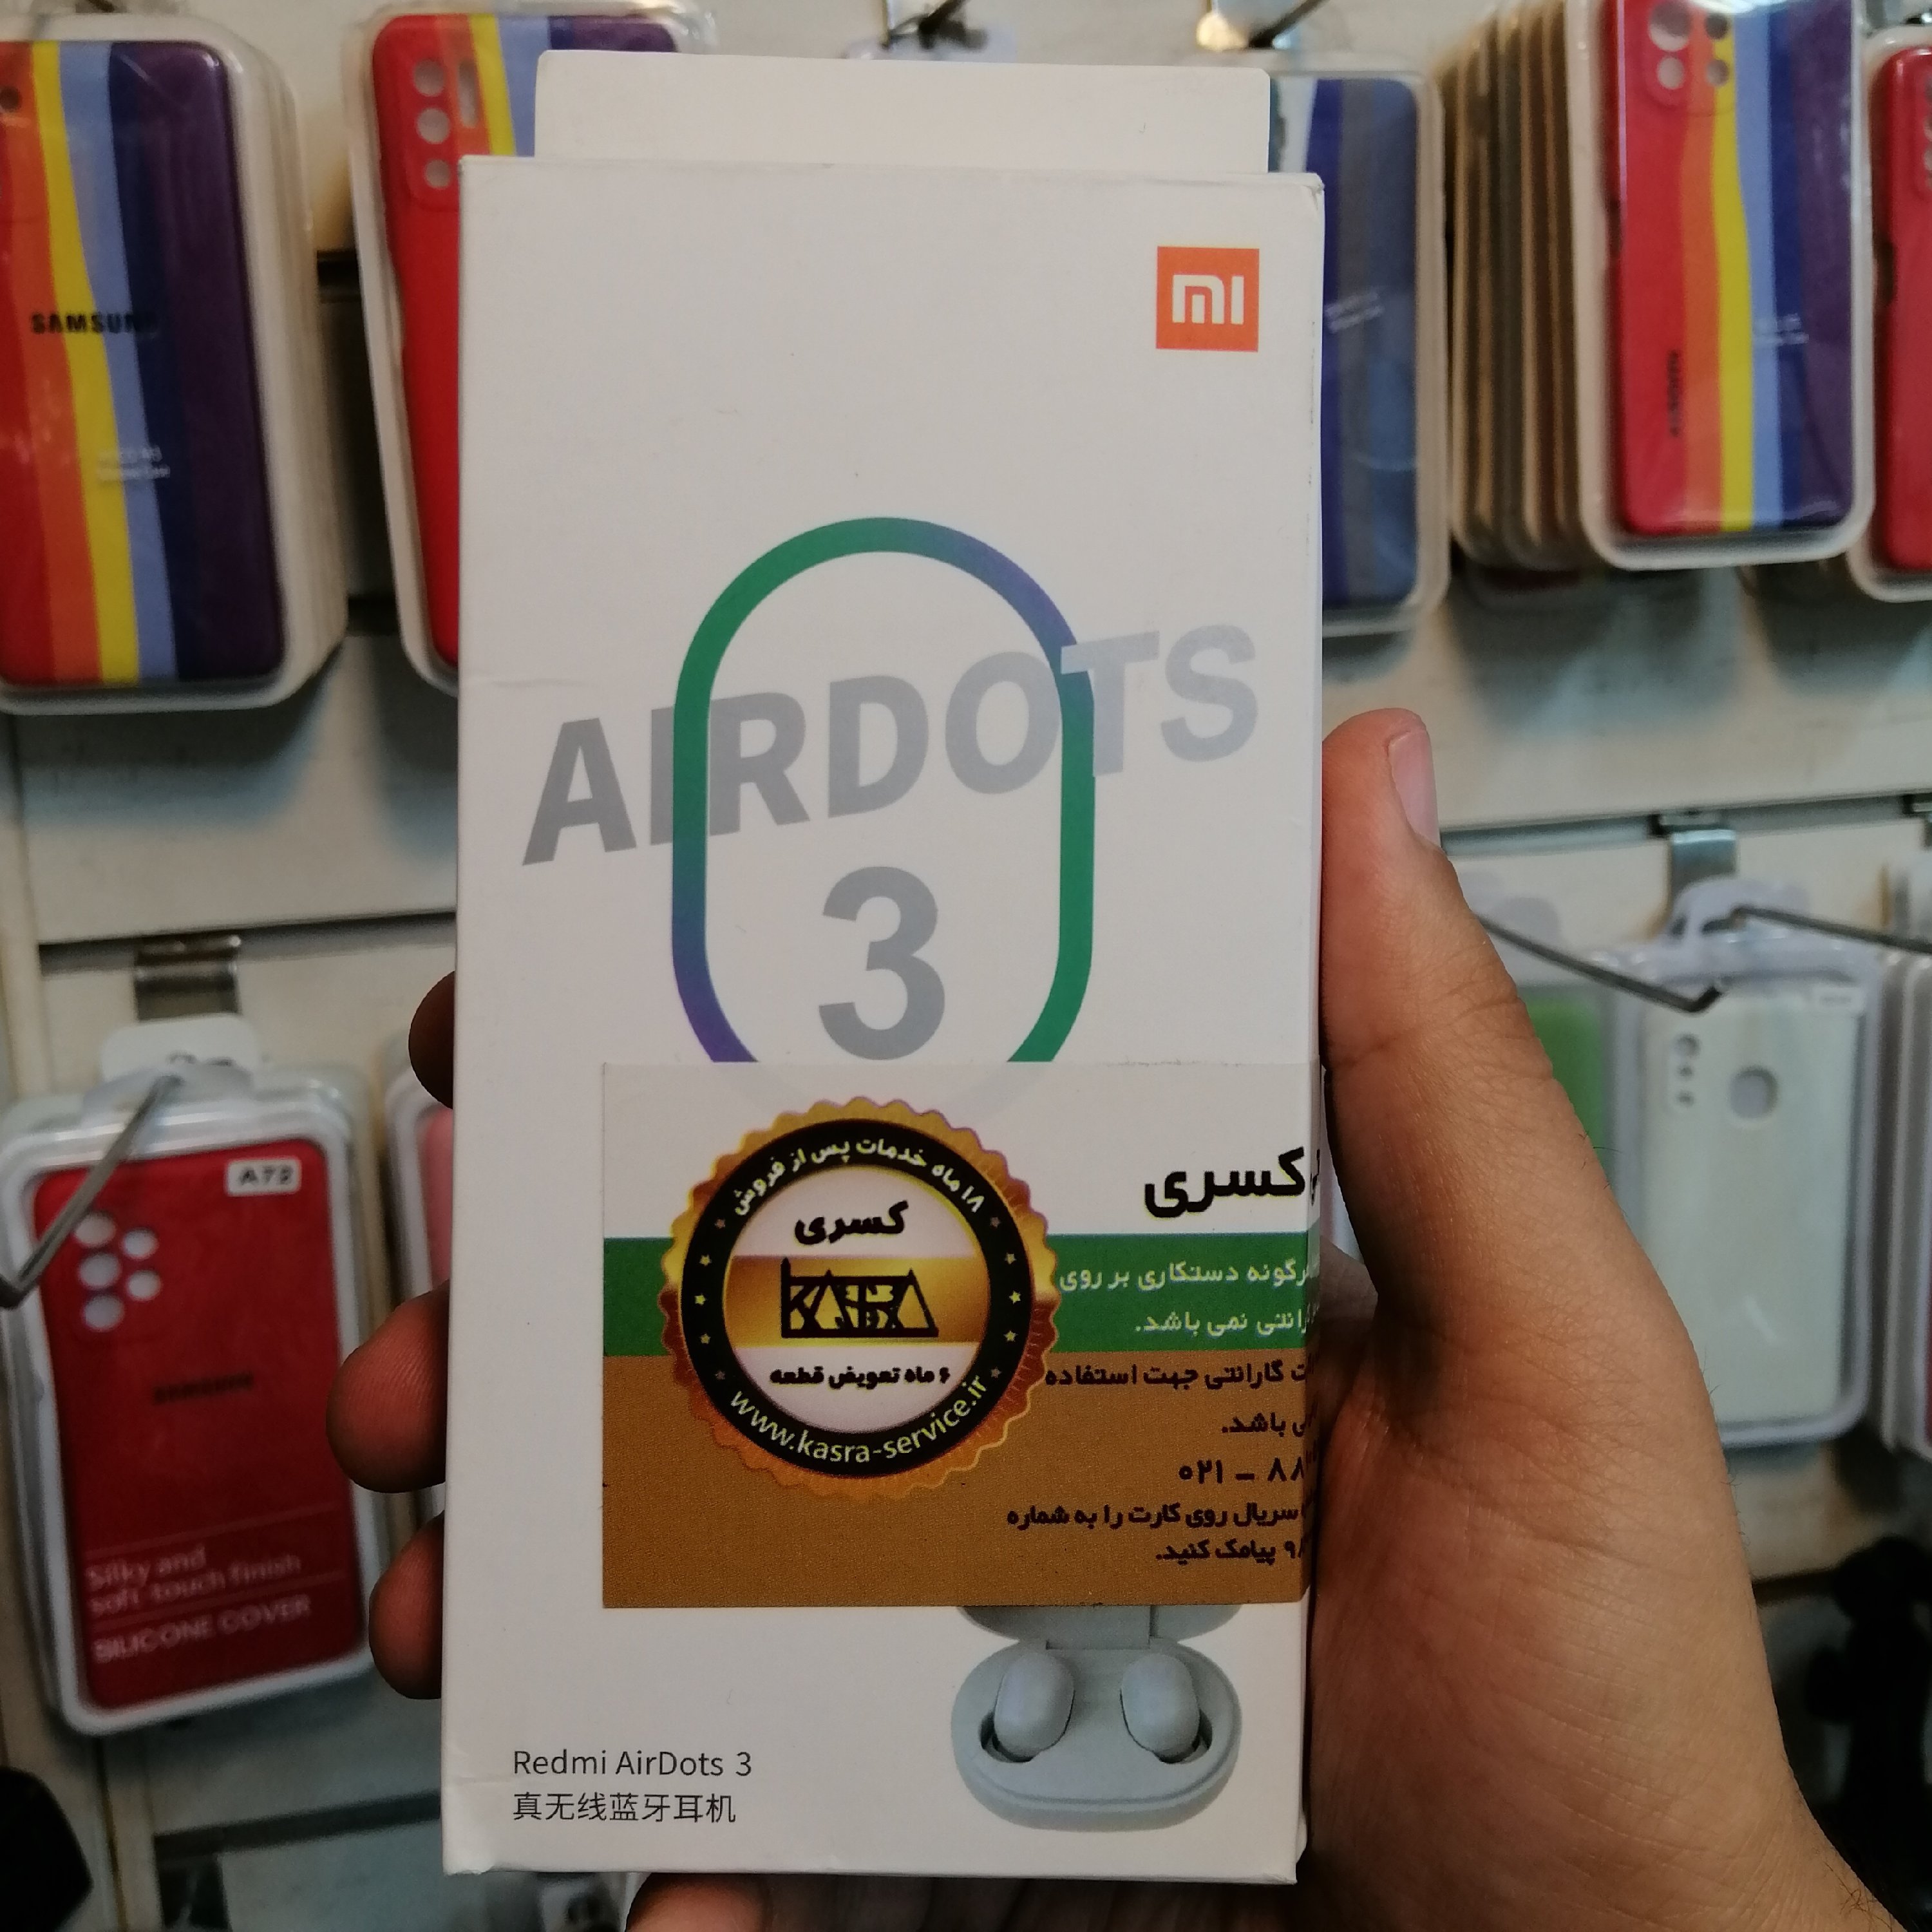 SAMSUNG
mi
AIRDOTS
3
۱۸ ماه خدمات پس از فروش
کسری
KASRA
۶ ماه تعویض قطعه
www.kasra-service.ir
کسری
هرگونه دستکاری بر روی
نمی باشد.
گارانتی جهت استفاده
باشد.
۰۲۱ – ۸۸
سریال روی کارت را به شماره
پیامک کنید.
Redmi AirDots 3
真无线蓝牙耳机
A72
SAMSUNG
Silky and
soft-touch finish
SILICONE COVER